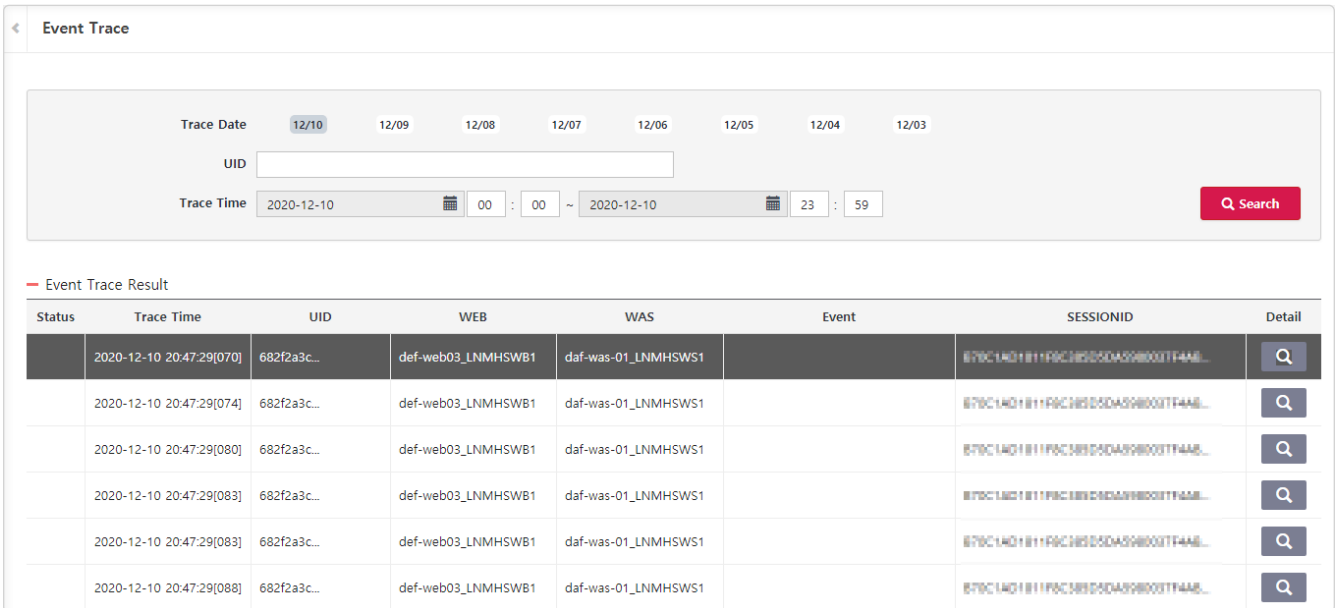 Event Trace
Trace Date 12/10 12/09 12/08 12/07 12/06 12/05 12/04 12/03
UID
Trace Time 2020-12-10 00 : 00 ~ 2020-12-10 23 : 59 Search
Event Trace Result
Status Trace Time UID WEB WAS Event SESSIONID Detail
2020-12-10 20:47:29[070] 682f2a3c... def-web03_LNMHSWB1 daf-was-01_LNMHSWS1
2020-12-10 20:47:29[074] 682f2a3c... def-web03_LNMHSWB1 daf-was-01_LNMHSWS1
2020-12-10 20:47:29[080] 682f2a3c... def-web03_LNMHSWB1 daf-was-01_LNMHSWS1
2020-12-10 20:47:29[083] 682f2a3c... def-web03_LNMHSWB1 daf-was-01_LNMHSWS1
2020-12-10 20:47:29[083] 682f2a3c... def-web03_LNMHSWB1 daf-was-01_LNMHSWS1
2020-12-10 20:47:29[088] 682f2a3c... def-web03_LNMHSWB1 daf-was-01_LNMHSWS1